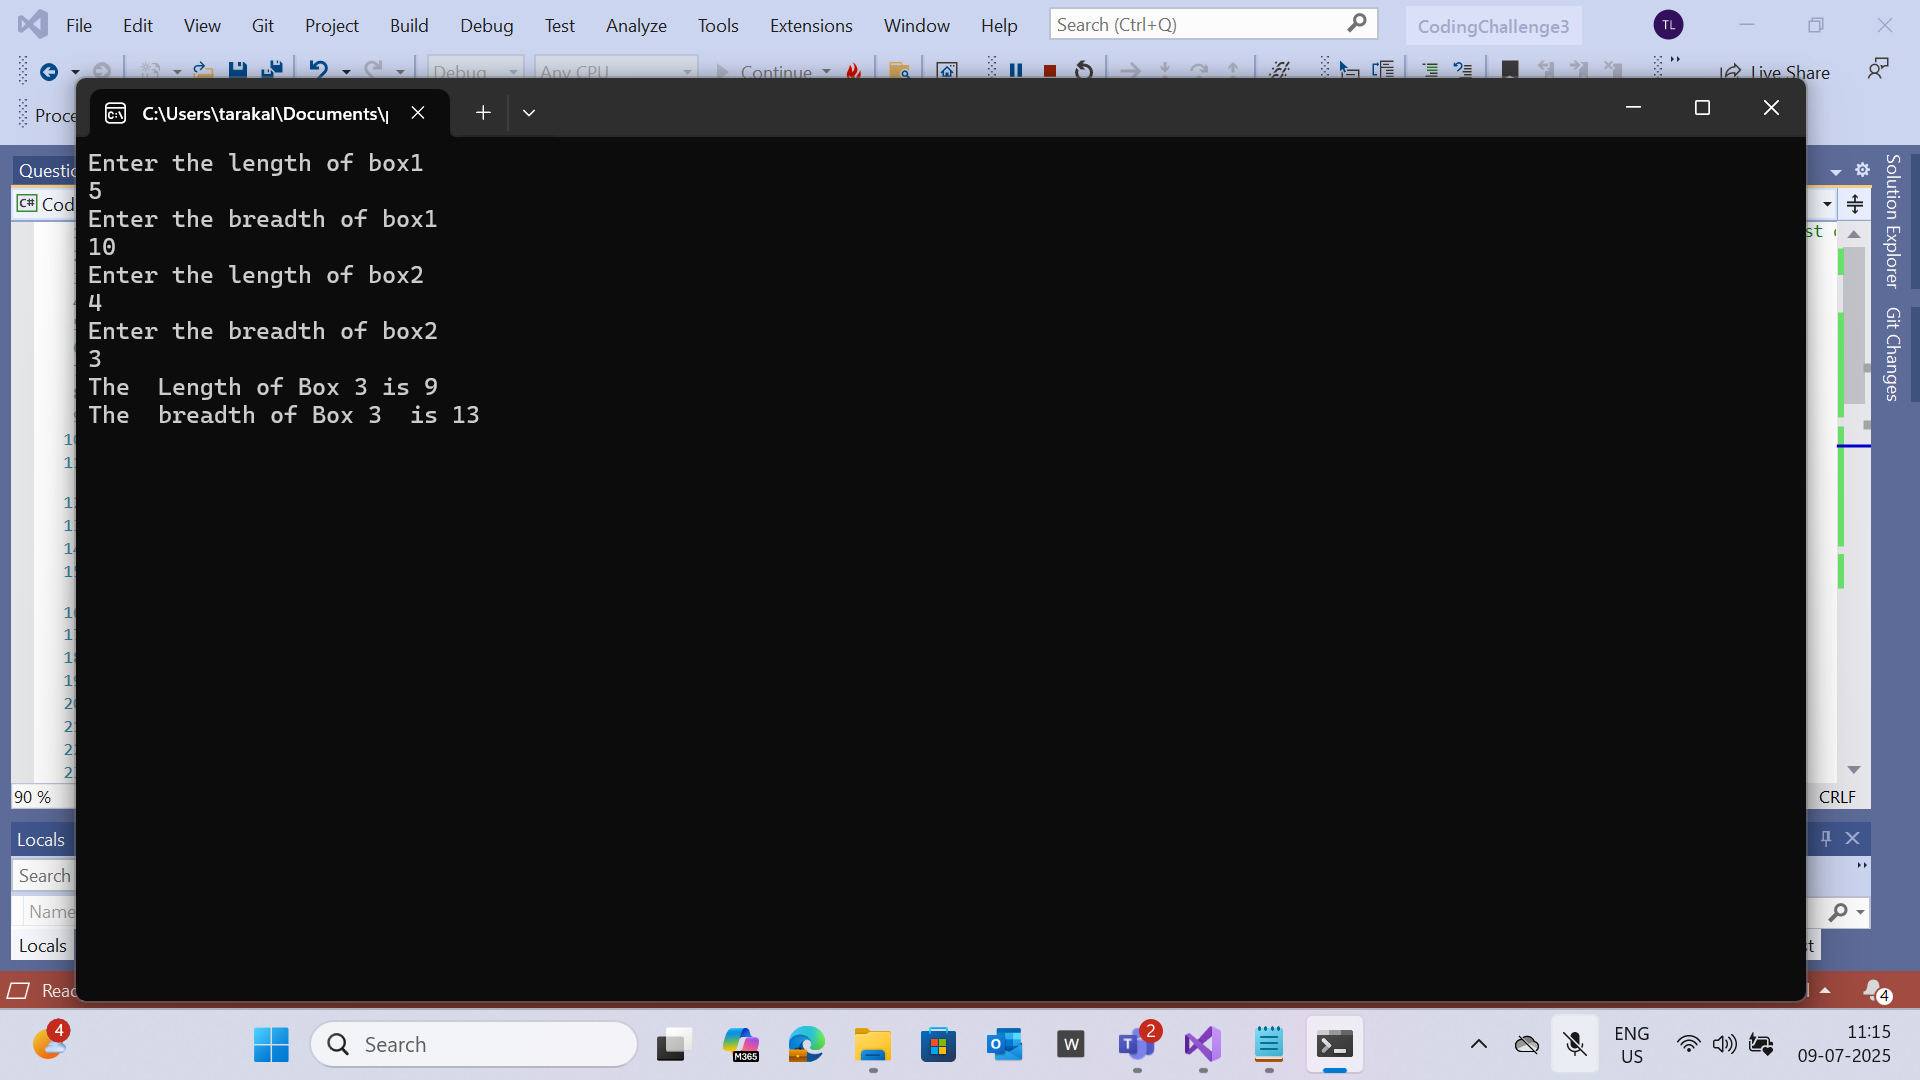 File Edit View Git Project Build Debug Test Analyze Tools Extensions Window Help Search (Ctrl+Q) CodingChallenge3 TL
Debug Any CPU Continue Live Share
C:\Users\tarakal\Documents\
Enter the length of box1
5
Enter the breadth of box1
10
Enter the length of box2
4
Enter the breadth of box2
3
The  Length of Box 3 is 9
The  breadth of Box 3  is 13
C#
Solution Explorer
Git Changes
90 %
CRLF
Locals
Search
Name
Locals
4
4
Search
M365
W
2
ENG
US
11:15
09-07-2025